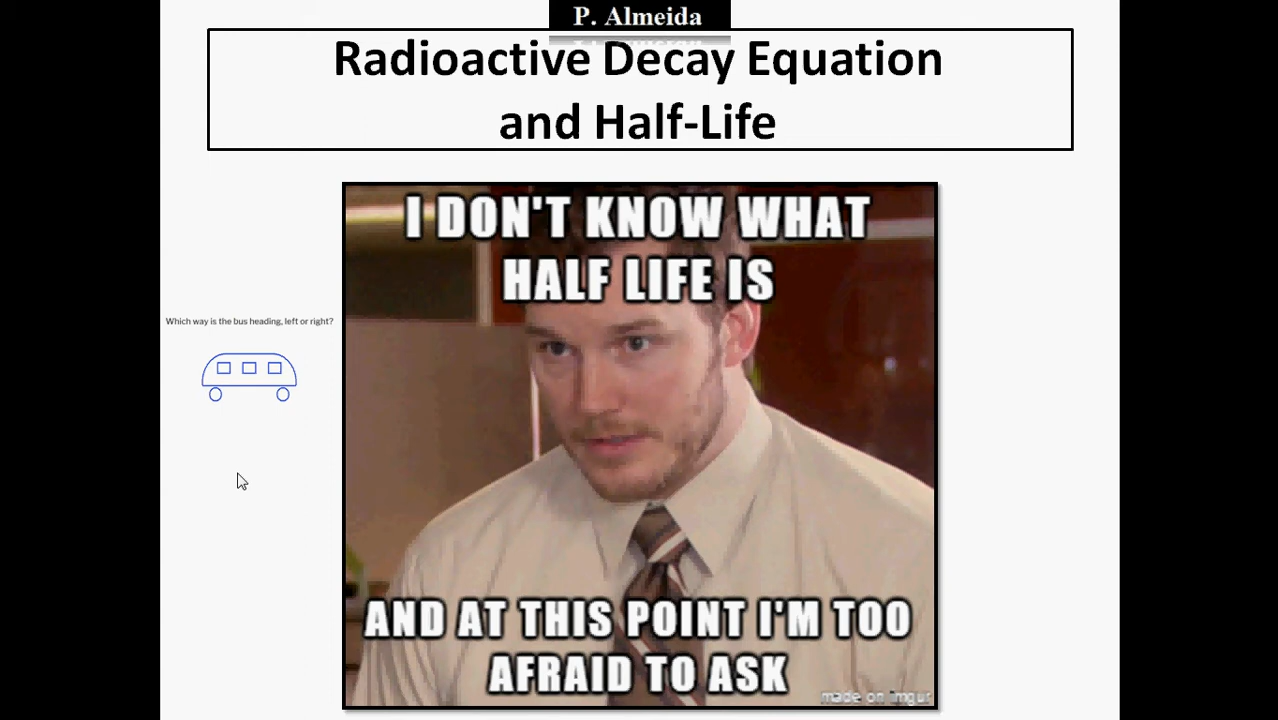 P. Almeida
Radioactive Decay Equation
and Half-Life
Which way is the bus heading, left or right?
I DON'T KNOW WHAT
HALF LIFE IS
AND AT THIS POINT I'M TOO
AFRAID TO ASK
made on imgur